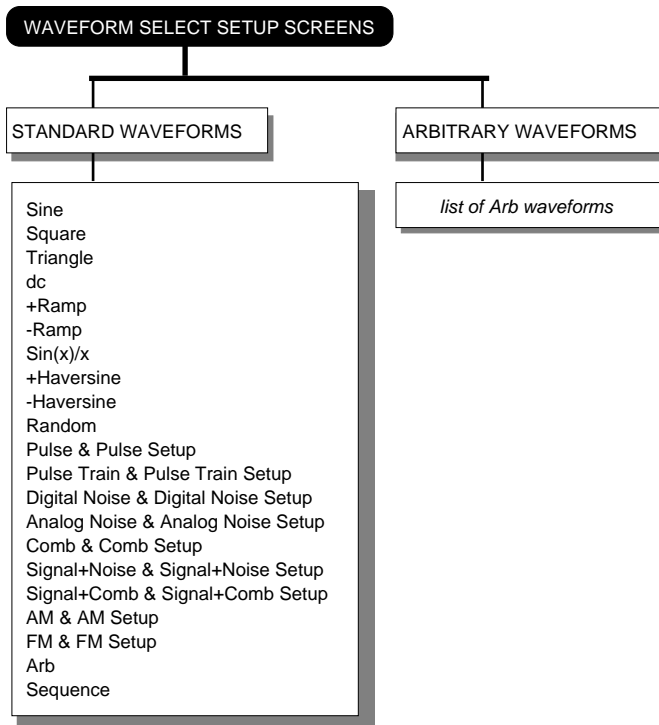 WAVEFORM SELECT SETUP SCREENS
STANDARD WAVEFORMS
ARBITRARY WAVEFORMS
Sine
Square
Triangle
dc
+Ramp
-Ramp
Sin(x)/x
+Haversine
-Haversine
Random
Pulse & Pulse Setup
Pulse Train & Pulse Train Setup
Digital Noise & Digital Noise Setup
Analog Noise & Analog Noise Setup
Comb & Comb Setup
Signal+Noise & Signal+Noise Setup
Signal+Comb & Signal+Comb Setup
AM & AM Setup
FM & FM Setup
Arb
Sequence
list of Arb waveforms